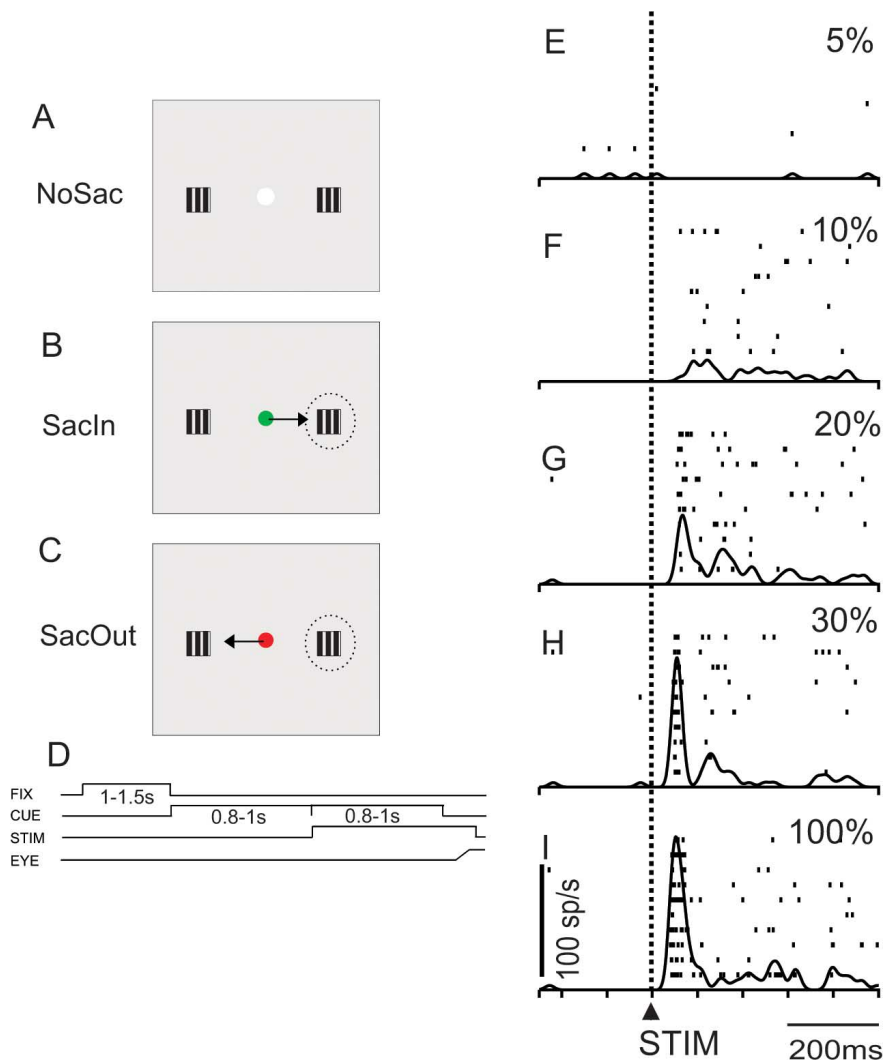 A
NoSac
B
SacIn
C
SacOut
D
FIX
1-1.5s
CUE
0.8-1s
0.8-1s
STIM
EYE
E
5%
F
10%
G
20%
H
30%
I
100%
100 sp/s
STIM
200ms